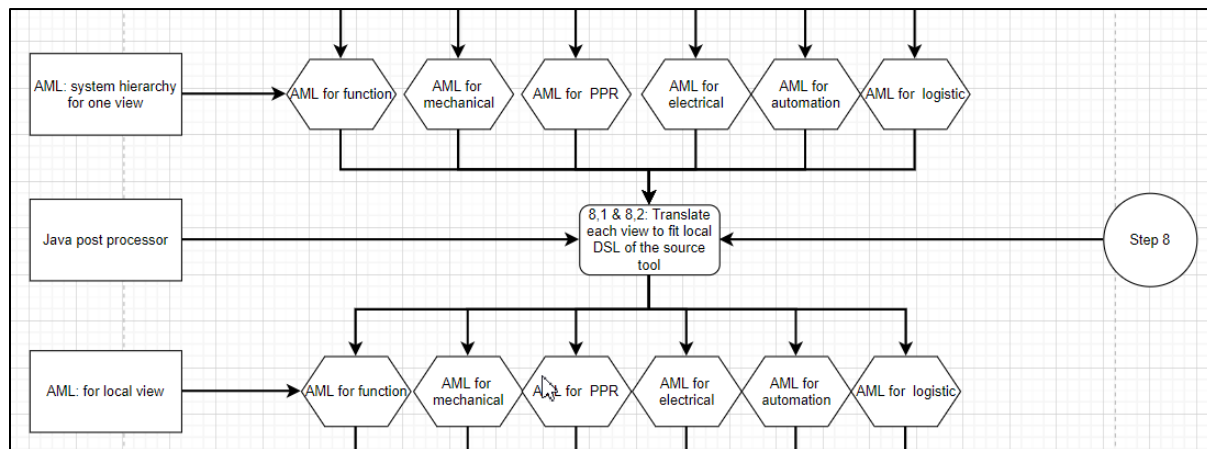 AML: system hierarchy
for one view
AML for function
AML for
mechanical
AML for  PPR
AML for
electrical
AML for
automation
AML for  logistic
Java post processor
8,1 & 8,2: Translate
each view to fit local
DSL of the source
tool
Step 8
AML: for local view
AML for function
AML for
mechanical
AML for  PPR
AML for
electrical
AML for
automation
AML for  logistic